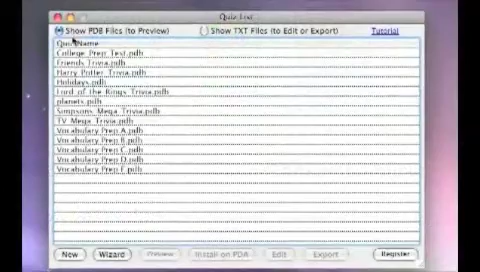 Quiz List
Show PDB Files (to Preview) Show TXT Files (to Edit or Export) Tutorial
Quiz Name
College Prep Test.pdb
Friends Trivia.pdb
Harry Potter Trivia.pdb
Holidays.pdb
Lord of the Rings Trivia.pdb
planets.pdb
Simpsons Mega Trivia.pdb
TV Mega Trivia.pdb
Vocabulary Prep A.pdb
Vocabulary Prep B.pdb
Vocabulary Prep C.pdb
Vocabulary Prep D.pdb
Vocabulary Prep E.pdb
New Wizard Preview Install on PDA Edit Export Register